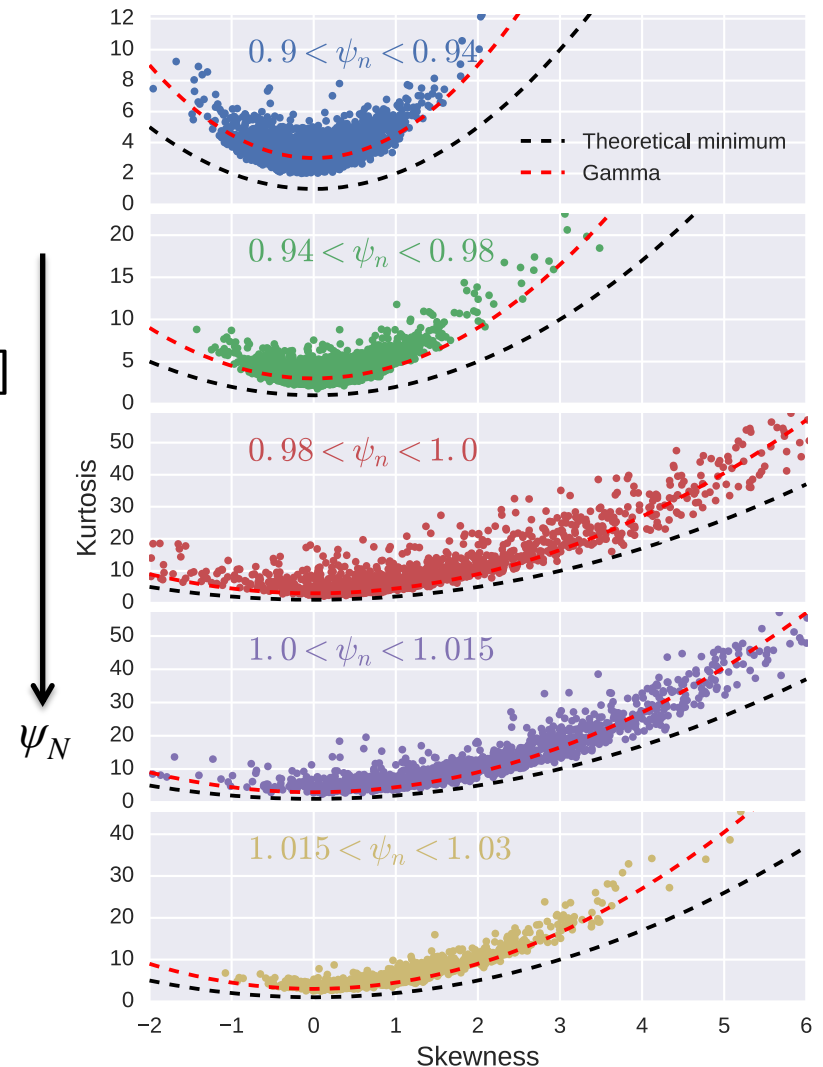 12
10
8
6
4
2
0
0.9 < ψₙ < 0.94
Theoretical minimum
Gamma
20
15
10
5
0
0.94 < ψₙ < 0.98
]
Kurtosis
50
40
30
20
10
0
0.98 < ψₙ < 1.0
50
40
30
20
10
0
1.0 < ψₙ < 1.015
ψ_N
40
30
20
10
0
1.015 < ψₙ < 1.03
−2 −1 0 1 2 3 4 5 6
Skewness